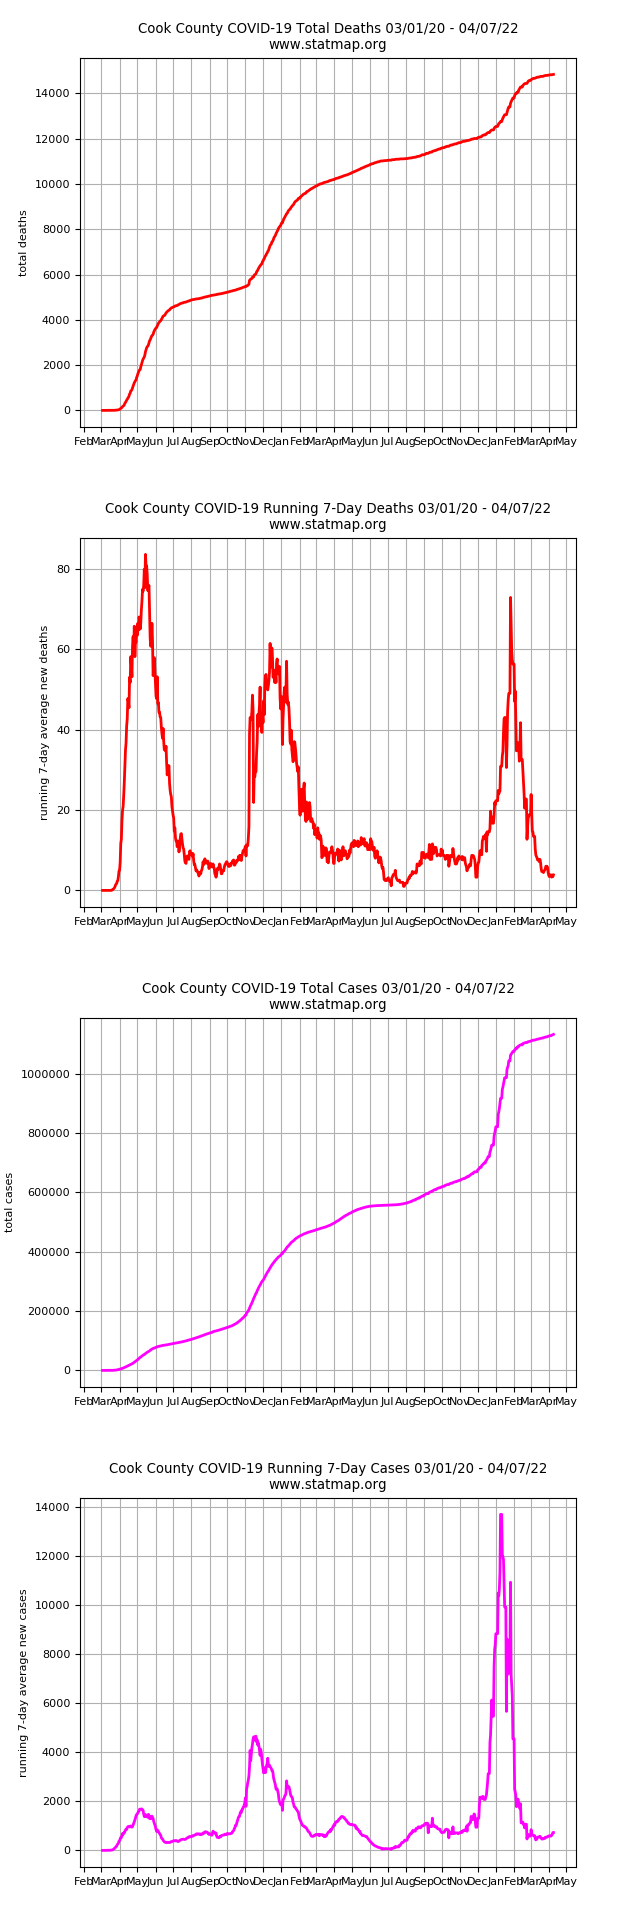 Cook County COVID-19 Total Deaths 03/01/20 - 04/07/22
www.statmap.org
total deaths
14000
12000
10000
8000
6000
4000
2000
0
Feb Mar Apr May Jun Jul Aug Sep Oct Nov Dec Jan Feb Mar Apr May Jun Jul Aug Sep Oct Nov Dec Jan Feb Mar Apr May
Cook County COVID-19 Running 7-Day Deaths 03/01/20 - 04/07/22
www.statmap.org
running 7-day average new deaths
80
60
40
20
0
Feb Mar Apr May Jun Jul Aug Sep Oct Nov Dec Jan Feb Mar Apr May Jun Jul Aug Sep Oct Nov Dec Jan Feb Mar Apr May
Cook County COVID-19 Total Cases 03/01/20 - 04/07/22
www.statmap.org
total cases
1000000
800000
600000
400000
200000
0
Feb Mar Apr May Jun Jul Aug Sep Oct Nov Dec Jan Feb Mar Apr May Jun Jul Aug Sep Oct Nov Dec Jan Feb Mar Apr May
Cook County COVID-19 Running 7-Day Cases 03/01/20 - 04/07/22
www.statmap.org
running 7-day average new cases
14000
12000
10000
8000
6000
4000
2000
0
Feb Mar Apr May Jun Jul Aug Sep Oct Nov Dec Jan Feb Mar Apr May Jun Jul Aug Sep Oct Nov Dec Jan Feb Mar Apr May